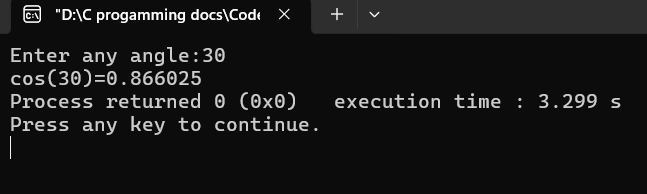 "D:\C progamming docs\Code
Enter any angle:30
cos(30)=0.866025
Process returned 0 (0x0)   execution time : 3.299 s
Press any key to continue.